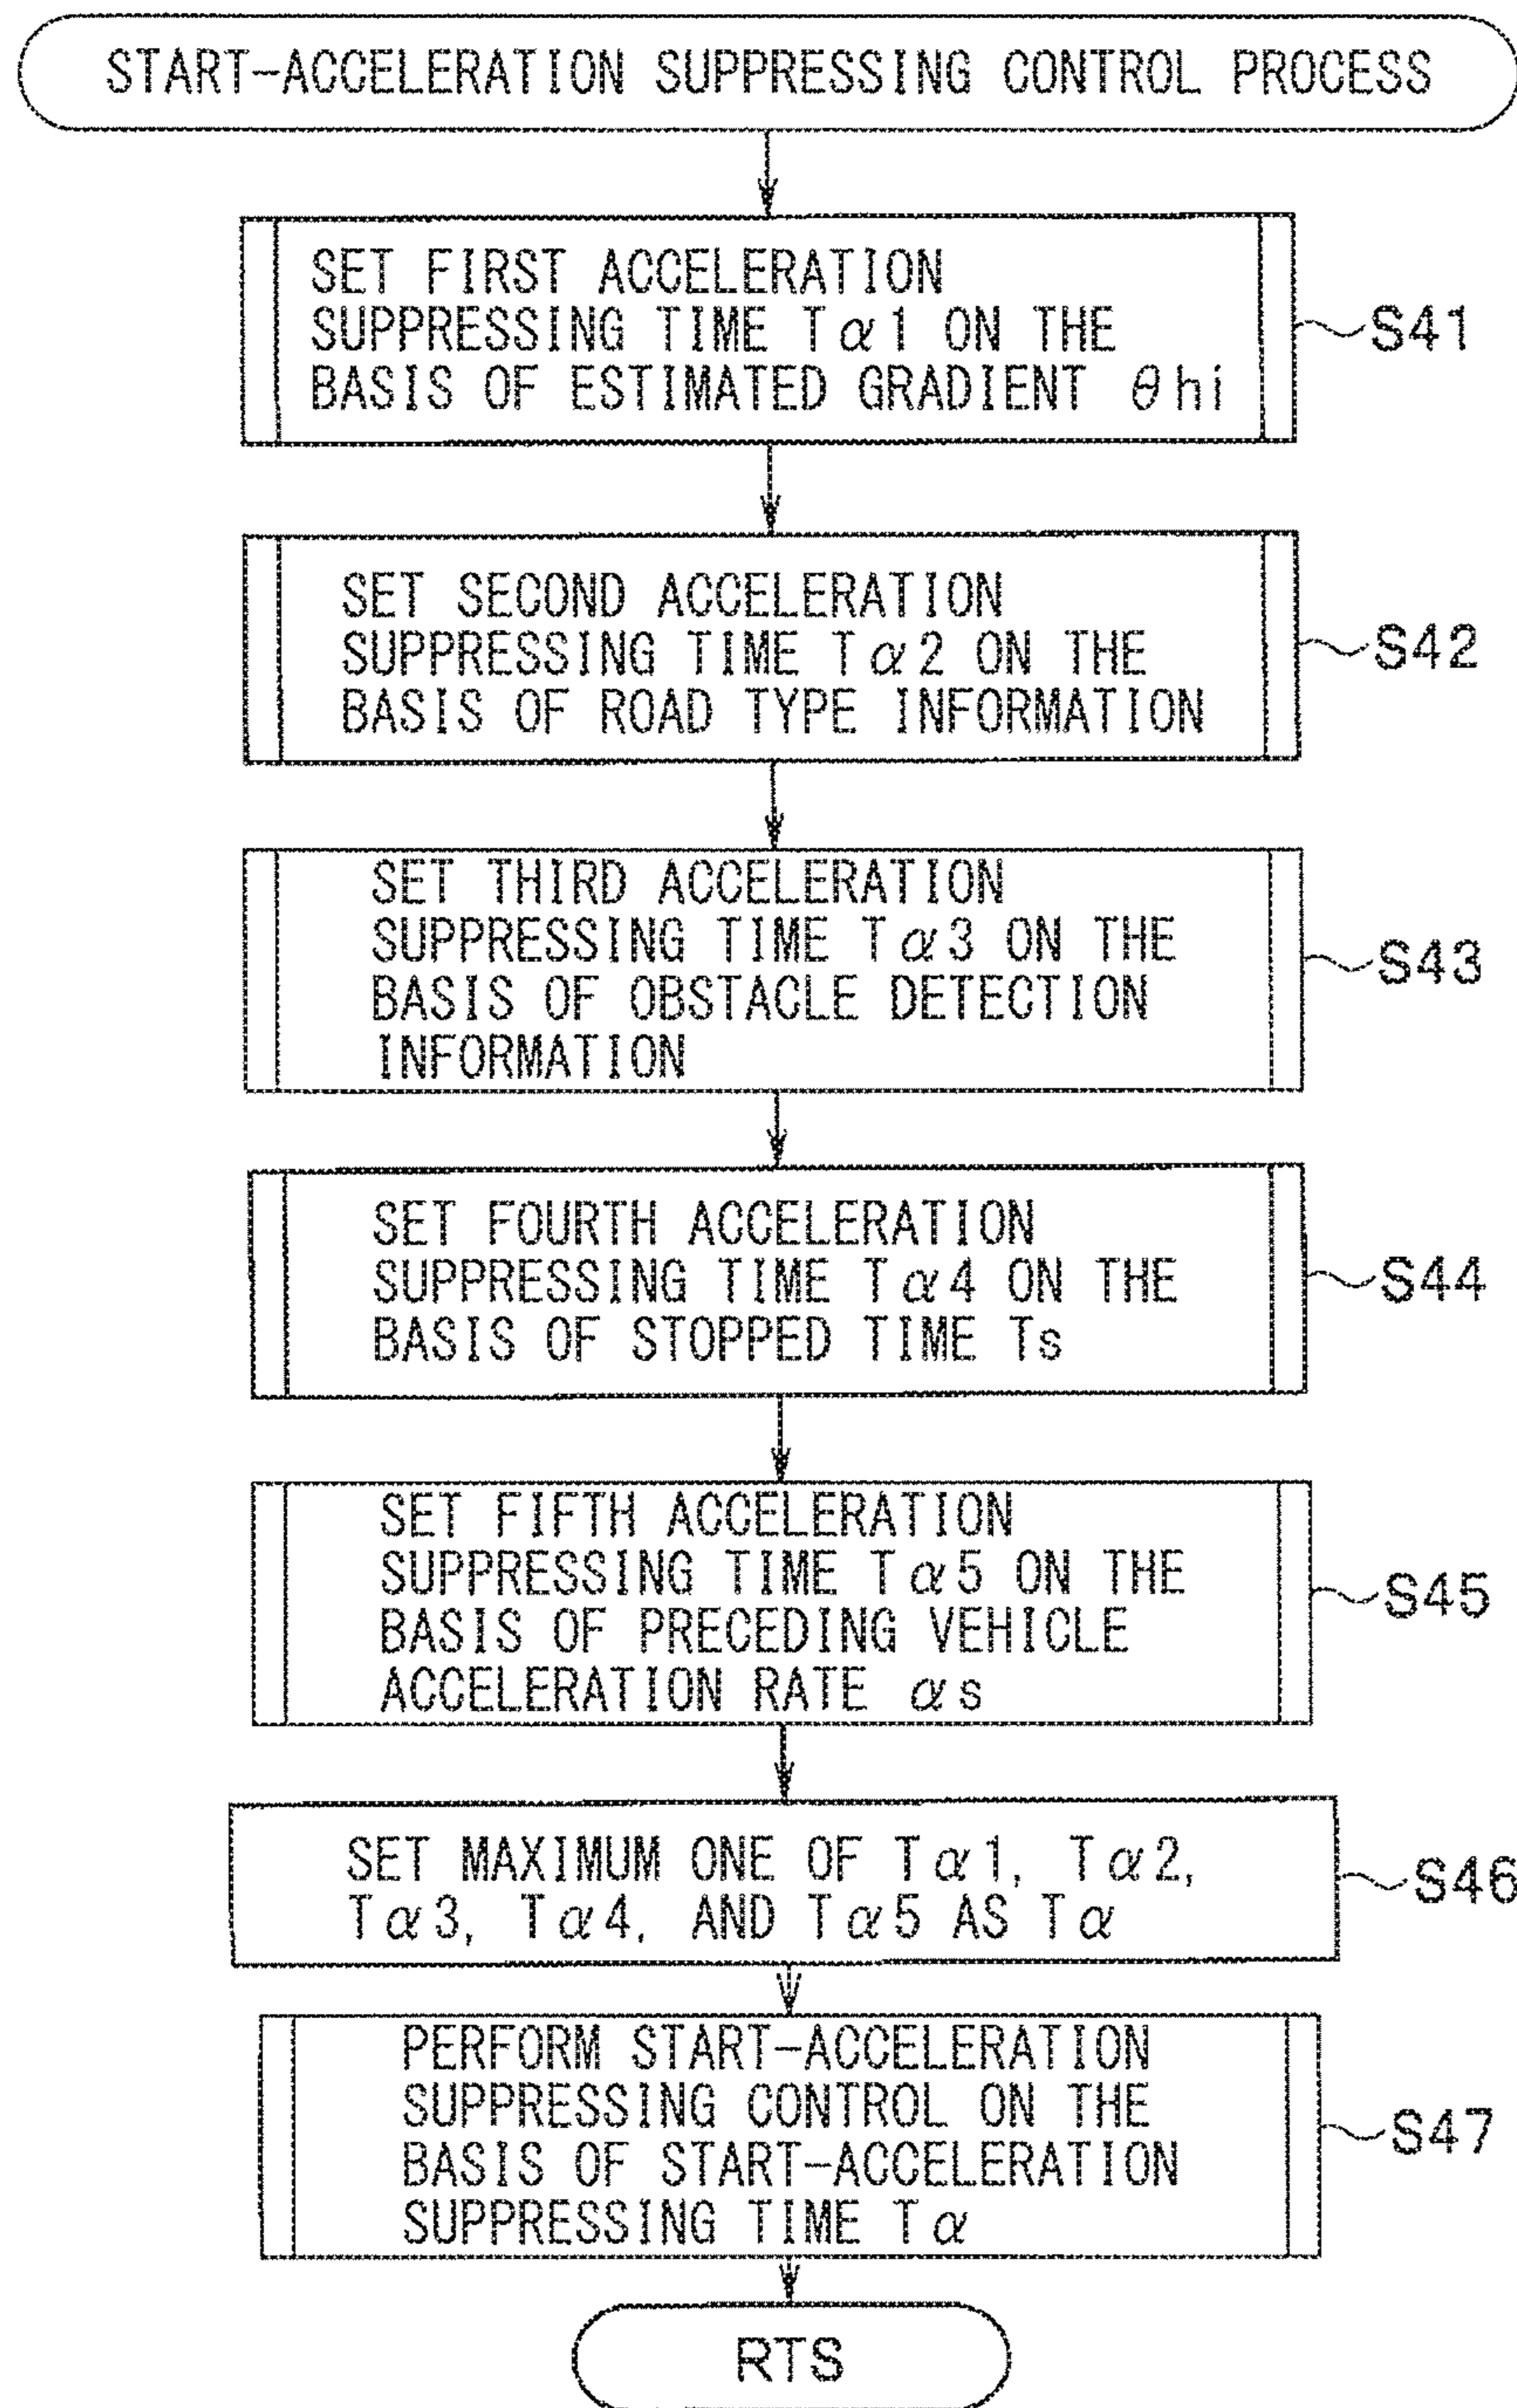 START-ACCELERATION SUPPRESSING CONTROL PROCESS
SET FIRST ACCELERATION
SUPPRESSING TIME Tα1 ON THE
BASIS OF ESTIMATED GRADIENT θhi
S41
SET SECOND ACCELERATION
SUPPRESSING TIME Tα2 ON THE
BASIS OF ROAD TYPE INFORMATION
S42
SET THIRD ACCELERATION
SUPPRESSING TIME Tα3 ON THE
BASIS OF OBSTACLE DETECTION
INFORMATION
S43
SET FOURTH ACCELERATION
SUPPRESSING TIME Tα4 ON THE
BASIS OF STOPPED TIME Ts
S44
SET FIFTH ACCELERATION
SUPPRESSING TIME Tα5 ON THE
BASIS OF PRECEDING VEHICLE
ACCELERATION RATE αs
S45
SET MAXIMUM ONE OF Tα1, Tα2,
Tα3, Tα4, AND Tα5 AS Tα
S46
PERFORM START-ACCELERATION
SUPPRESSING CONTROL ON THE
BASIS OF START-ACCELERATION
SUPPRESSING TIME Tα
S47
RTS